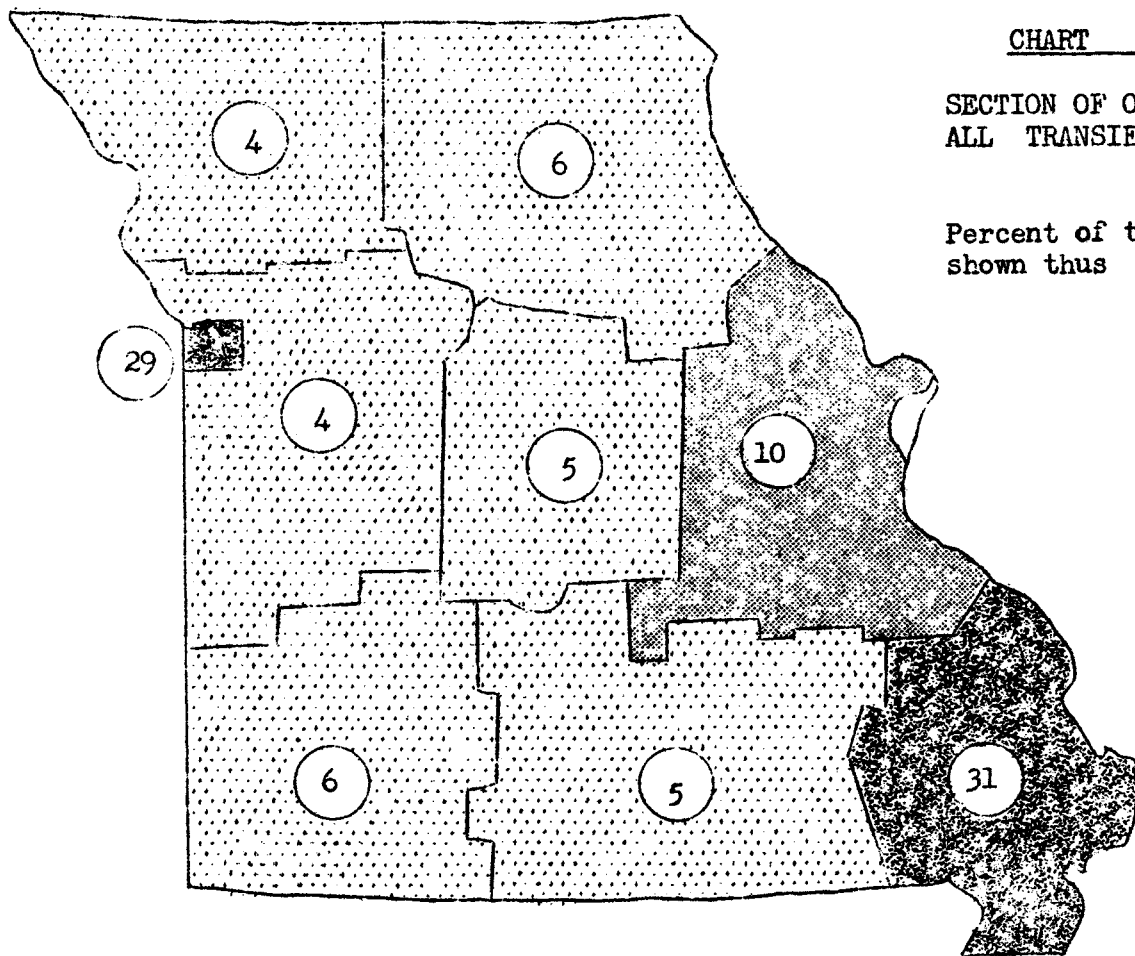 CHART
SECTION OF O
ALL TRANSIE
Percent of t
shown thus
4
6
29
4
5
10
6
5
31